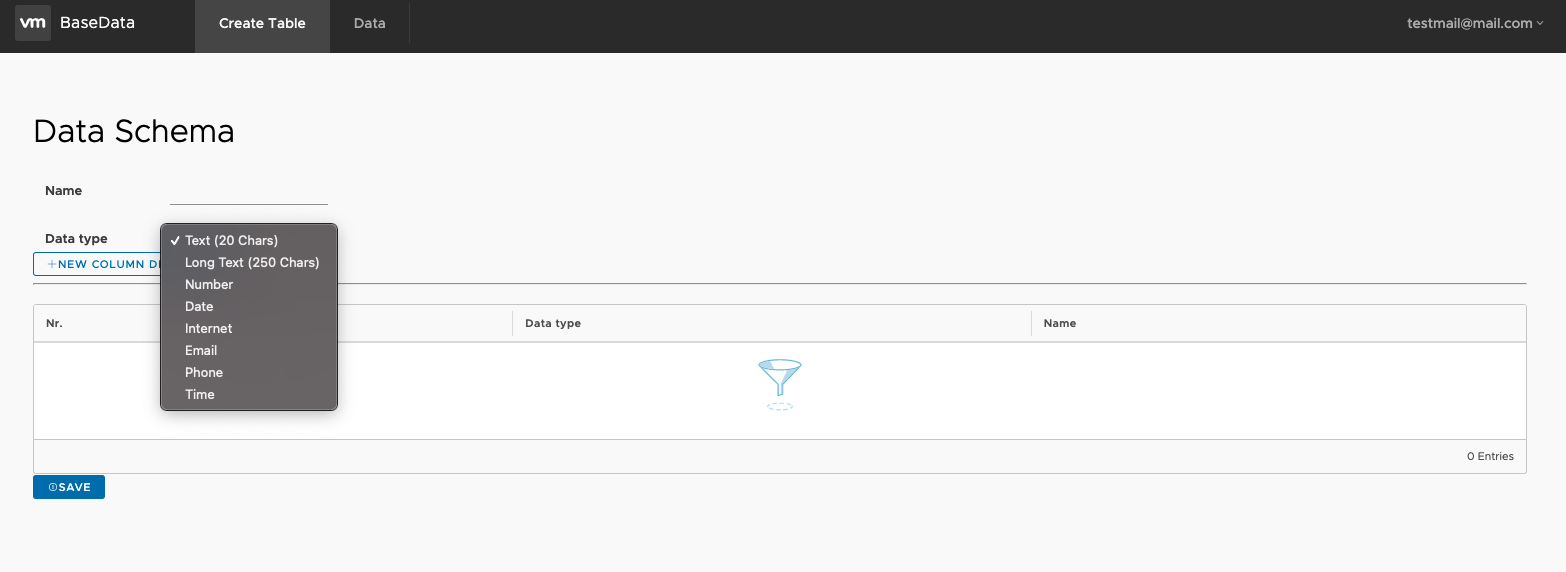 vm BaseData Create Table Data testmail@mail.com
Data Schema
Name
Data type
Text (20 Chars)
Long Text (250 Chars)
Number
Date
Internet
Email
Phone
Time
NEW COLUMN
Nr. Data type Name
0 Entries
SAVE